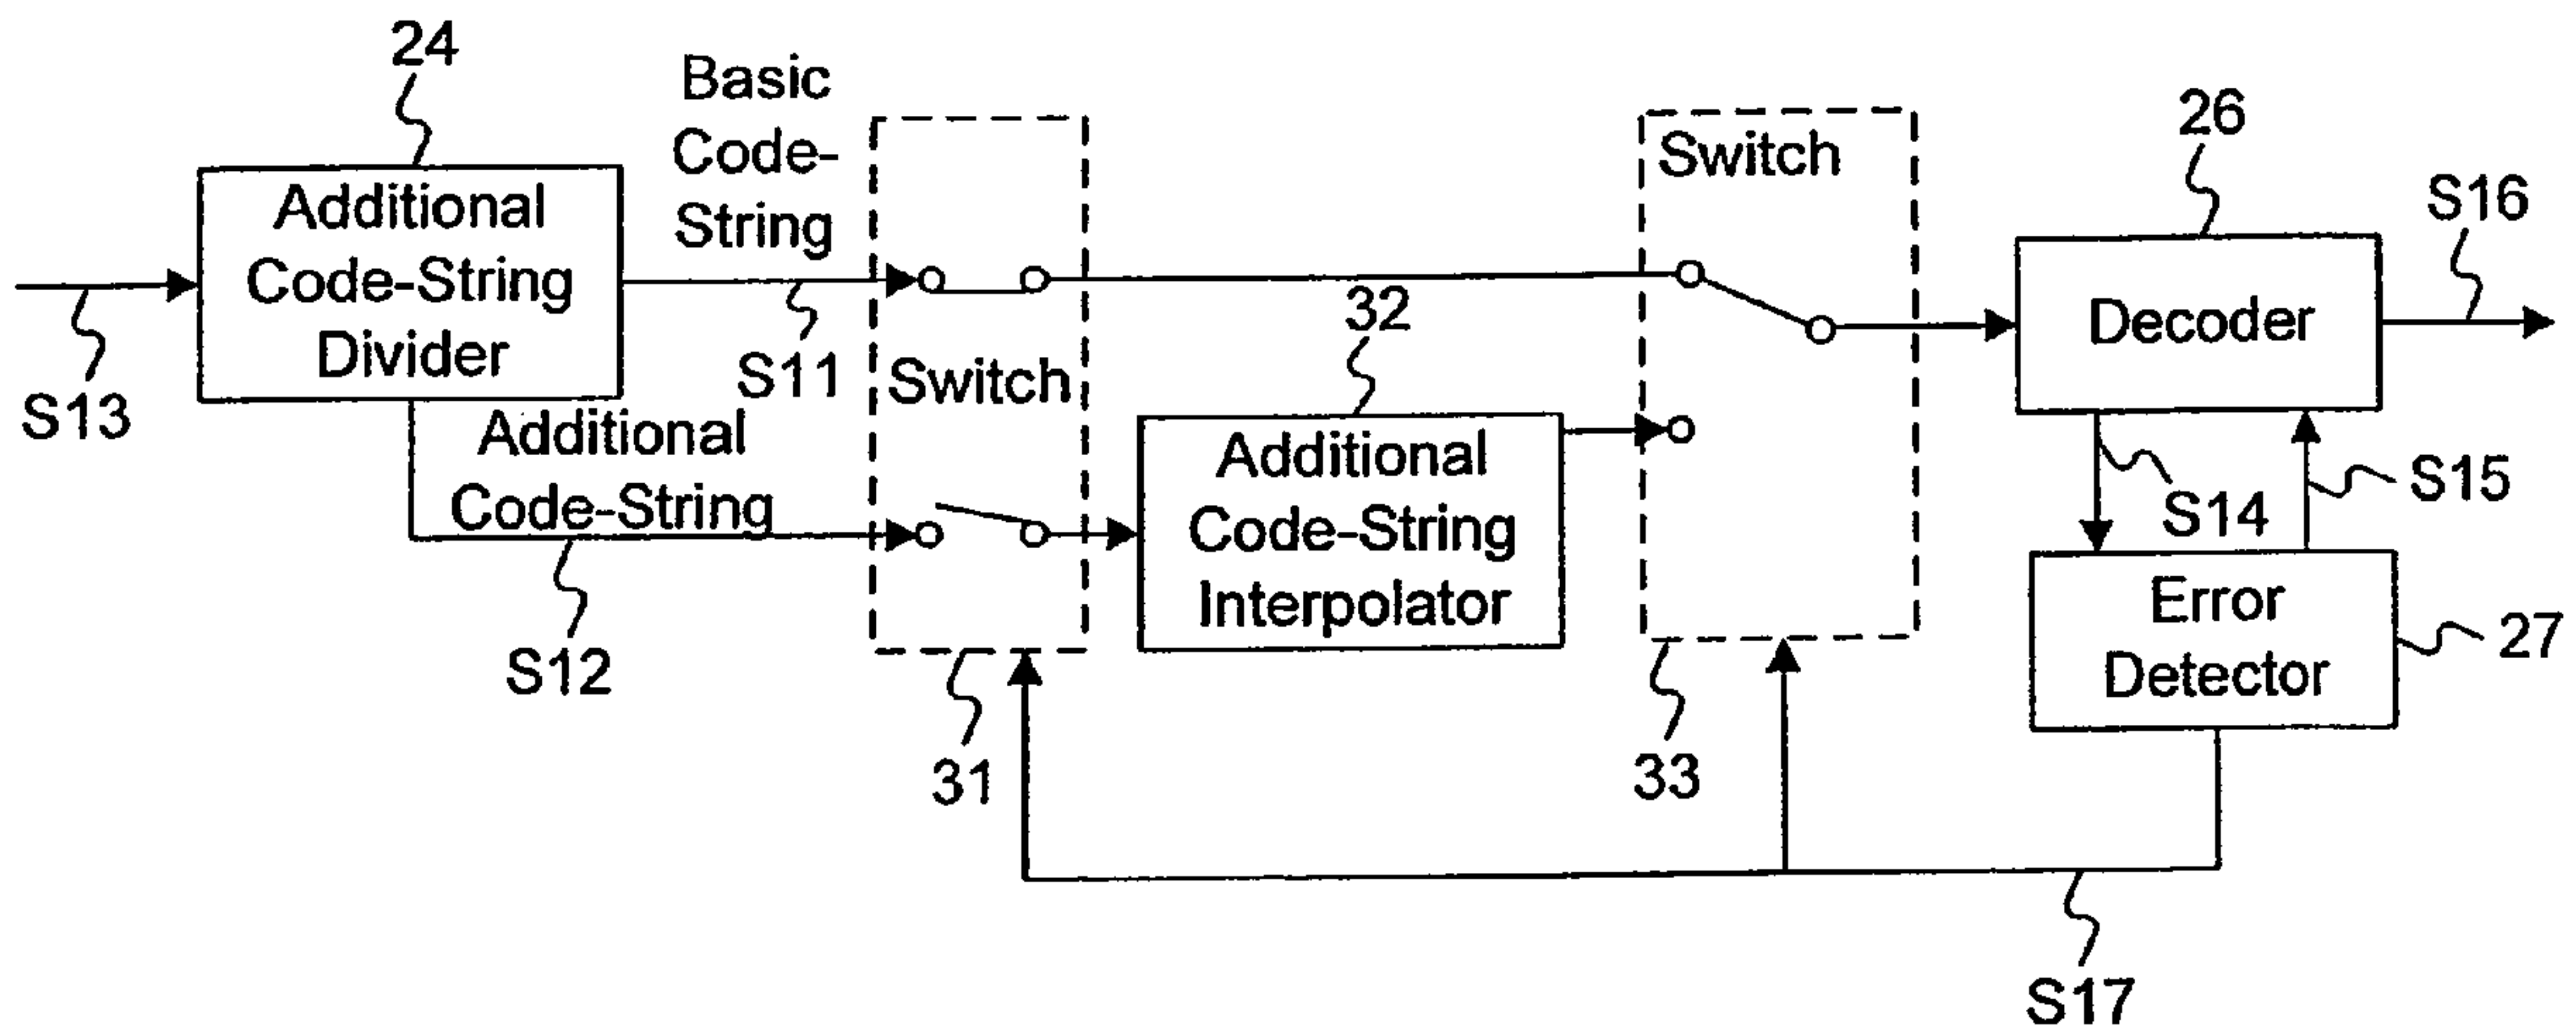 24
Basic
Code-
String
Additional
Code-String
Divider
S13
S11
Additional
Code-String
S12
Switch
31
32
Additional
Code-String
Interpolator
Switch
33
26
Decoder
S16
S14
S15
Error
Detector
27
S17